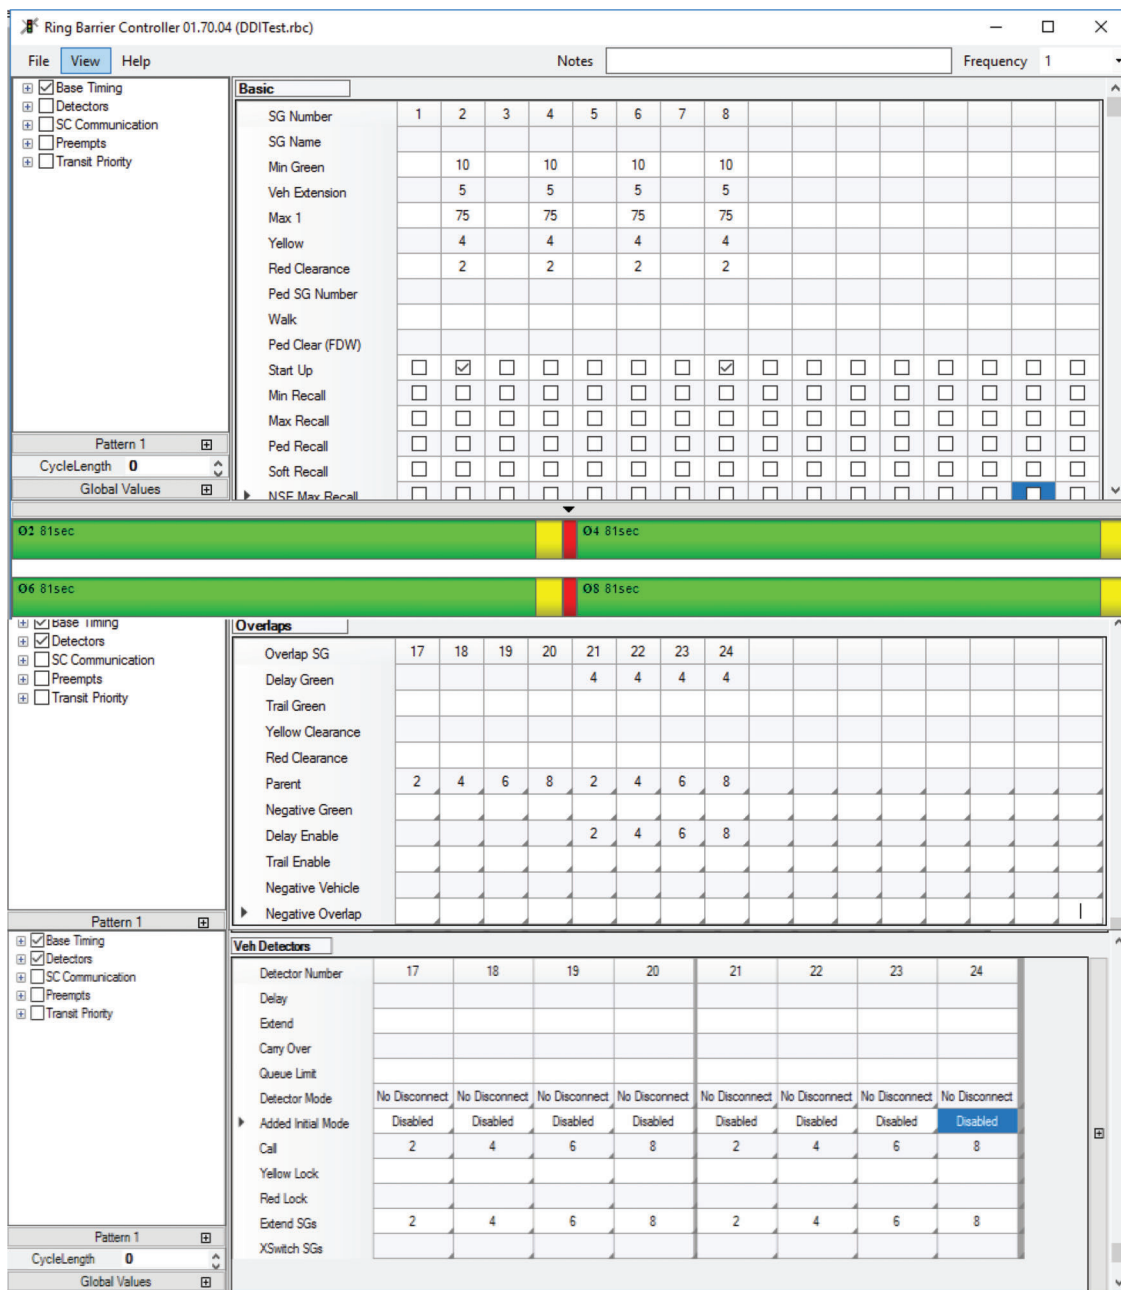 Ring Barrier Controller 01.70.04 (DDITest.rbc)
File View Help Notes Frequency 1
Base Timing
Detectors
SC Communication
Preempts
Transit Priority
Basic
SG Number 1 2 3 4 5 6 7 8
SG Name
Min Green 10 10 10 10
Veh Extension 5 5 5 5
Max 1 75 75 75 75
Yellow 4 4 4 4
Red Clearance 2 2 2 2
Ped SG Number
Walk
Ped Clear (FDW)
Start Up
Min Recall
Max Recall
Ped Recall
Soft Recall
NSE Max Recall
Pattern 1
CycleLength 0
Global Values
Ø2 81sec Ø4 81sec
Ø6 81sec Ø8 81sec
Base Timing
Detectors
SC Communication
Preempts
Transit Priority
Pattern 1
Overlaps
Overlap SG 17 18 19 20 21 22 23 24
Delay Green 4 4 4 4
Trail Green
Yellow Clearance
Red Clearance
Parent 2 4 6 8 2 4 6 8
Negative Green
Delay Enable 2 4 6 8
Trail Enable
Negative Vehicle
Negative Overlap
Base Timing
Detectors
SC Communication
Preempts
Transit Priority
Pattern 1
CycleLength 0
Global Values
Veh Detectors
Detector Number 17 18 19 20 21 22 23 24
Delay
Extend
Carry Over
Queue Limit
Detector Mode No Disconnect No Disconnect No Disconnect No Disconnect No Disconnect No Disconnect No Disconnect No Disconnect
Added Initial Mode Disabled Disabled Disabled Disabled Disabled Disabled Disabled Disabled
Call 2 4 6 8 2 4 6 8
Yellow Lock
Red Lock
Extend SGs 2 4 6 8 2 4 6 8
XSwitch SGs